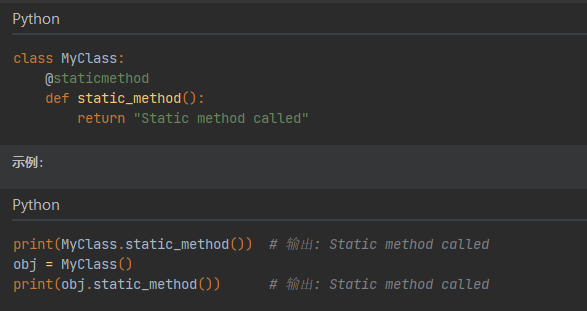 Python
class MyClass:
    @staticmethod
    def static_method():
        return "Static method called"
示例：
Python
print(MyClass.static_method())  # 输出: Static method called
obj = MyClass()
print(obj.static_method())      # 输出: Static method called